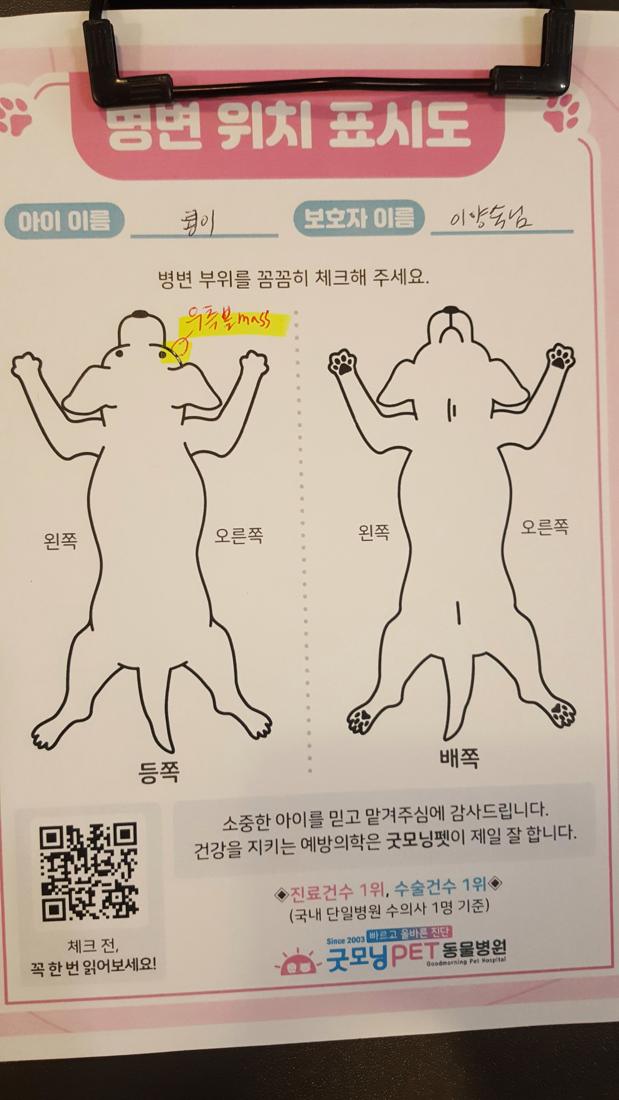 병변 위치 표시도
아이 이름
보호자 이름 이양숙님
병변 부위를 꼼꼼히 체크해 주세요.
우측볼 mass
왼쪽
오른쪽
왼쪽
오른쪽
등쪽
배쪽
소중한 아이를 믿고 맡겨주심에 감사드립니다.
건강을 지키는 예방의학은 굿모닝펫이 제일 잘 합니다.
◈진료건수 1위, 수술건수 1위◈
(국내 단일병원 수의사 1명 기준)
체크 전,
꼭 한 번 읽어보세요!
Since 2003 빠르고 올바른 진단
굿모닝PET동물병원
Goodmorning Pet Hospital